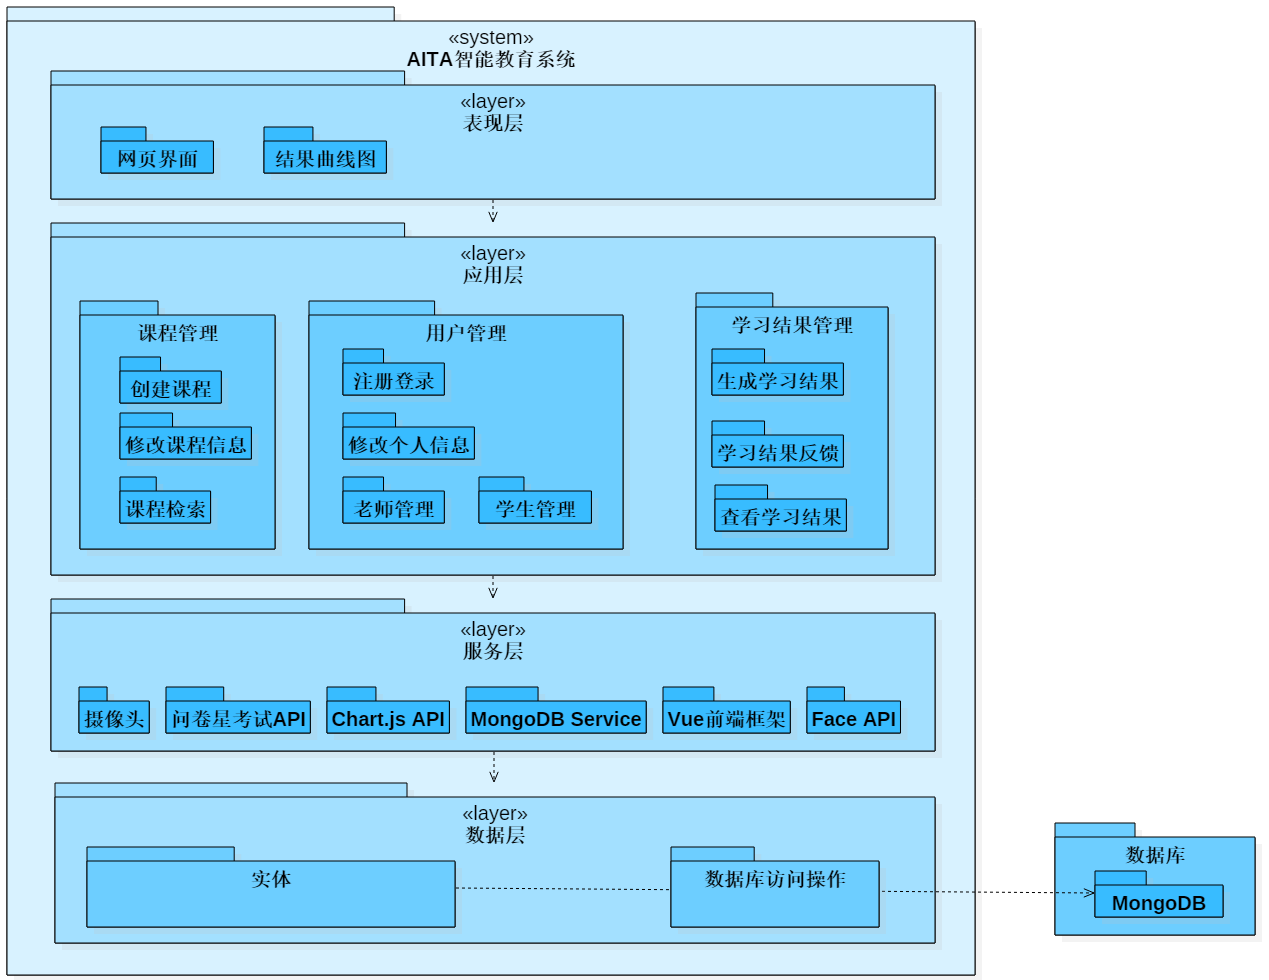 «system»
AITA智能教育系统
«layer»
表现层
网页界面
结果曲线图
«layer»
应用层
课程管理
创建课程
修改课程信息
课程检索
用户管理
注册登录
修改个人信息
老师管理
学生管理
学习结果管理
生成学习结果
学习结果反馈
查看学习结果
«layer»
服务层
摄像头
问卷星考试API
Chart.js API
MongoDB Service
Vue前端框架
Face API
«layer»
数据层
实体
数据库访问操作
数据库
MongoDB